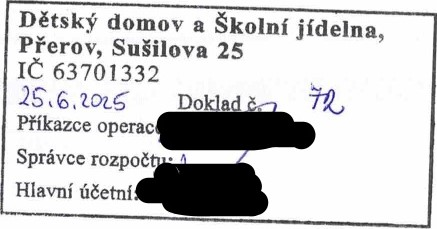 Dětský domov a Školní jídelna,
Přerov, Sušilova 25
IČ 63701332
25.6.2025 Doklad č. 72
Příkazce operace
Správce rozpočtu:
Hlavní účetní: